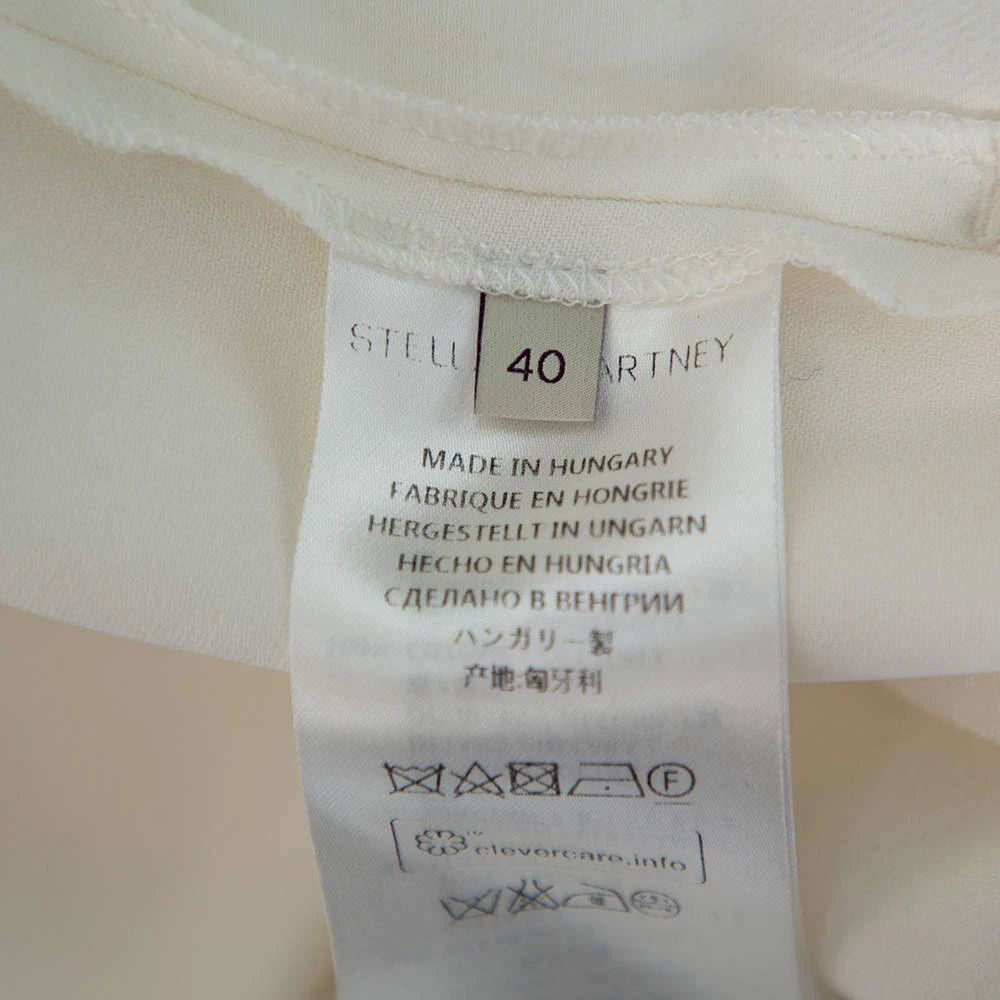 STELL ARTNEY
40
MADE IN HUNGARY
FABRIQUE EN HONGRIE
HERGESTELLT IN UNGARN
HECHO EN HUNGRIA
СДЕЛАНО В ВЕНГРИИ
ハンガリー製
产地:匈牙利
F
clevercare.info